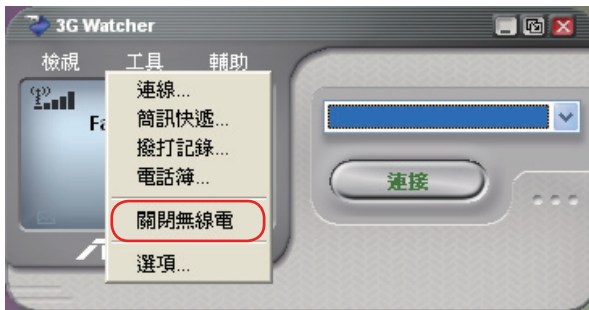 3G Watcher
檢視 工具 輔助
連線...
簡訊快遞...
撥打記錄...
電話簿...
關閉無線電
選項...
連接